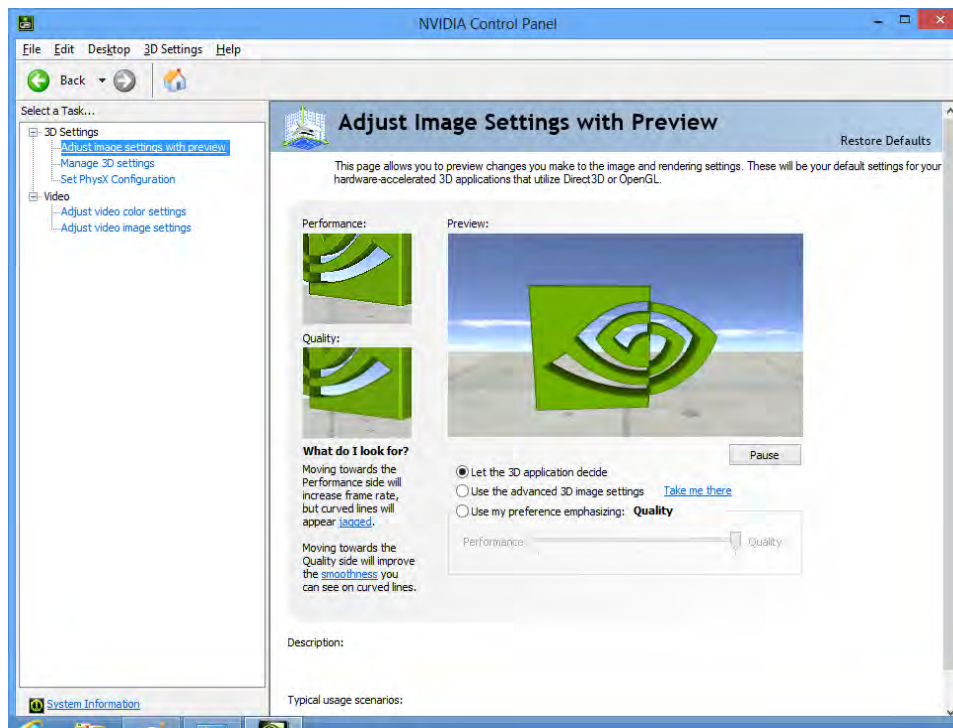 NVIDIA Control Panel
File Edit Desktop 3D Settings Help
Back
Select a Task...
3D Settings
Adjust image settings with preview
Manage 3D settings
Set PhysX Configuration
Video
Adjust video color settings
Adjust video image settings
System Information
Adjust Image Settings with Preview
Restore Defaults
This page allows you to preview changes you make to the image and rendering settings. These will be your default settings for your
hardware-accelerated 3D applications that utilize Direct3D or OpenGL.
Performance:
Quality:
What do I look for?
Moving towards the
Performance side will
increase frame rate,
but curved lines will
appear jagged.
Moving towards the
Quality side will improve
the smoothness you
can see on curved lines.
Preview:
Pause
Let the 3D application decide
Use the advanced 3D image settings Take me there
Use my preference emphasizing: Quality
Performance Quality
Description:
Typical usage scenarios: